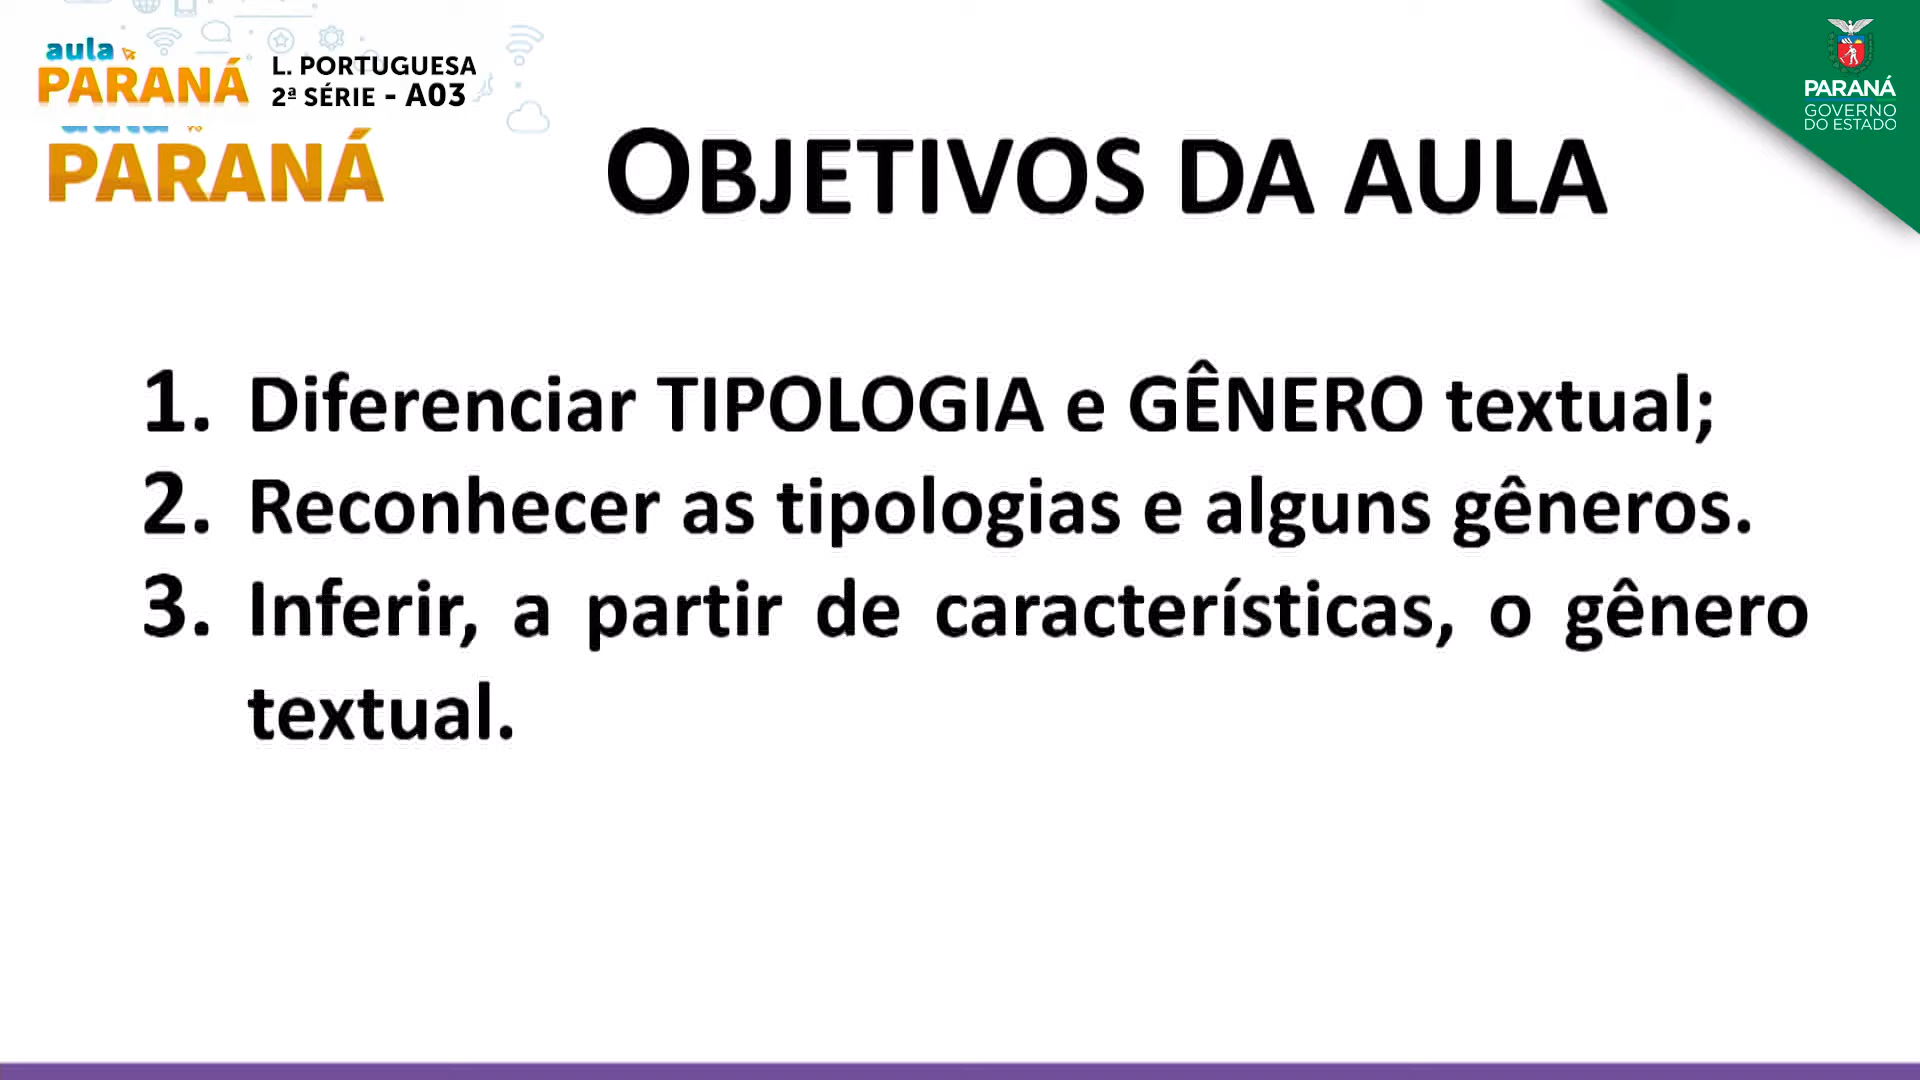 aula
PARANÁ
L. PORTUGUESA
2ª SÉRIE - A03
PARANÁ
GOVERNO
DO ESTADO
aula
PARANÁ
OBJETIVOS DA AULA
1. Diferenciar TIPOLOGIA e GÊNERO textual;
2. Reconhecer as tipologias e alguns gêneros.
3. Inferir, a partir de características, o gênero
textual.